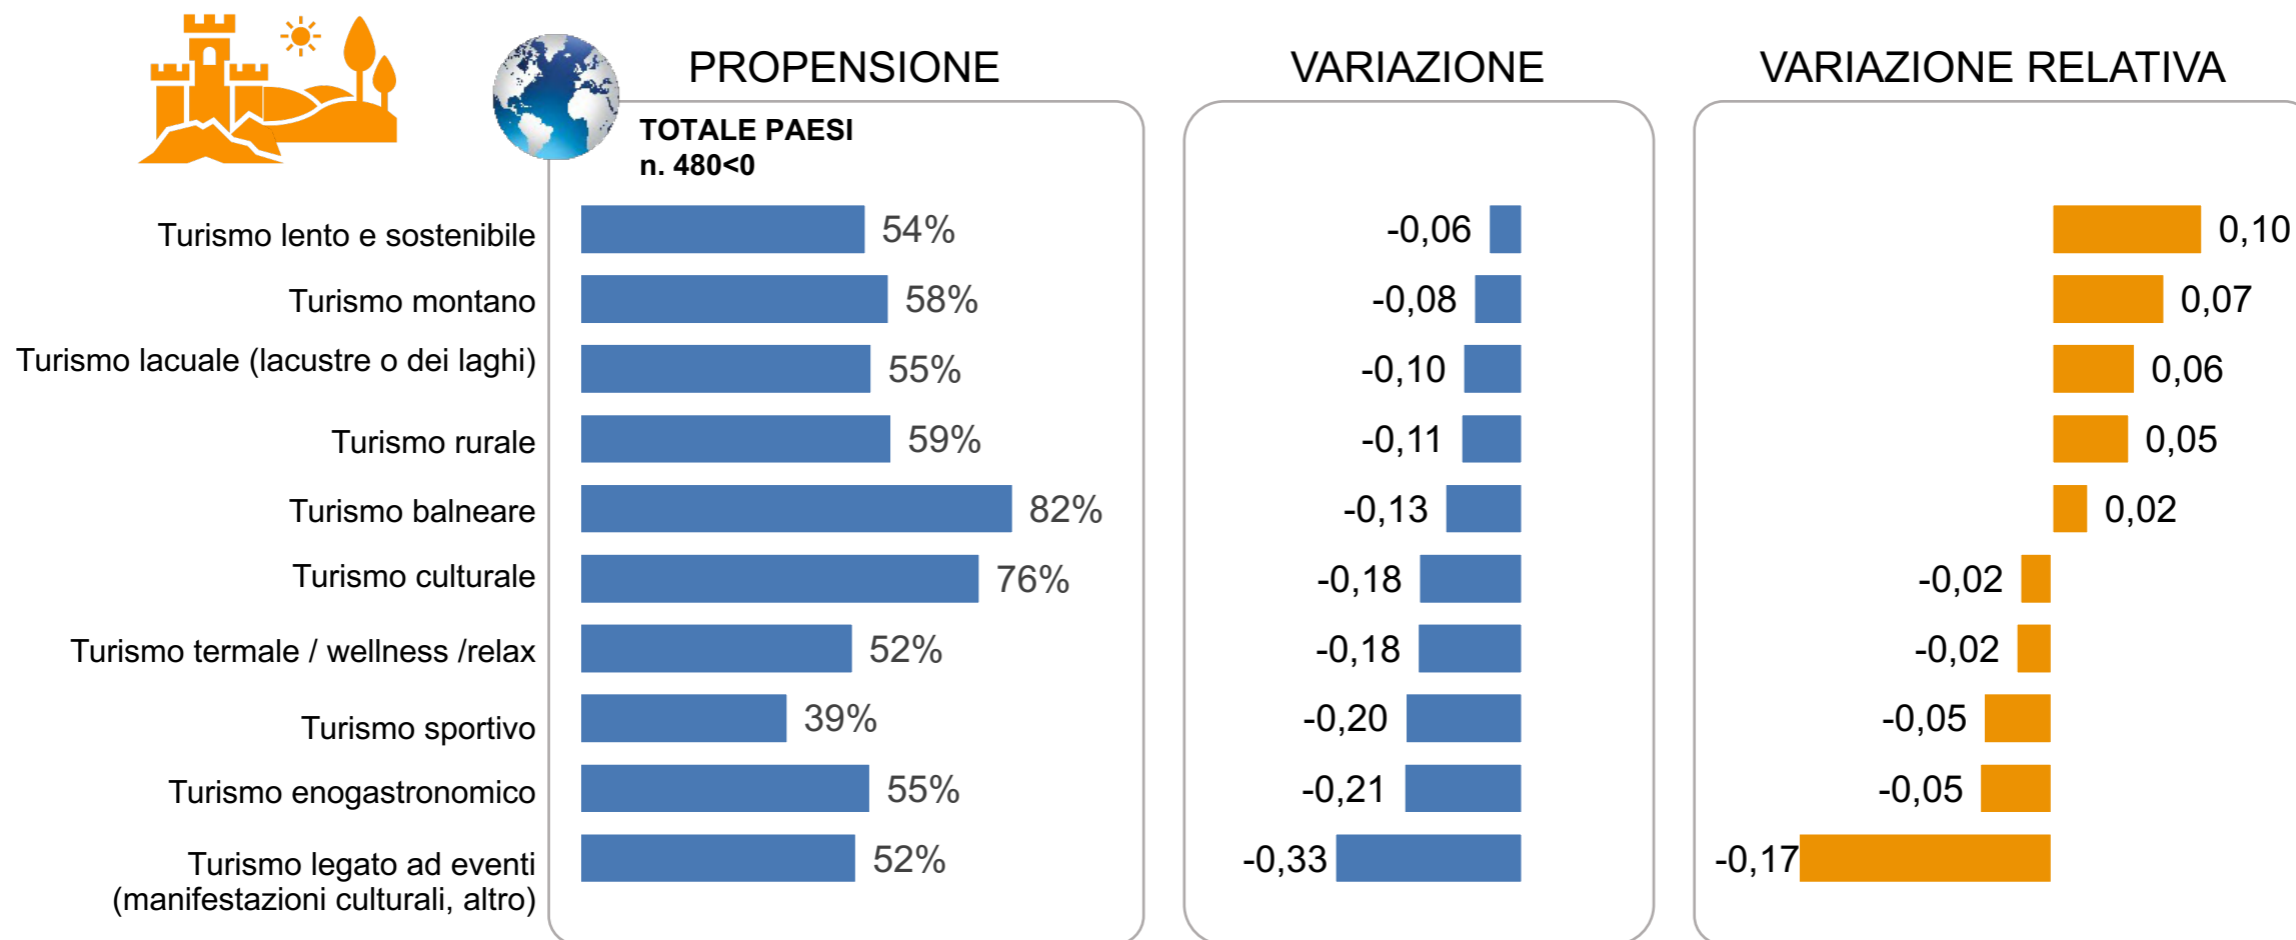 PROPENSIONE
VARIAZIONE
VARIAZIONE RELATIVA
TOTALE PAESI
n. 480<0
Turismo lento e sostenibile
54%
-0,06
0,10
Turismo montano
58%
-0,08
0,07
Turismo lacuale (lacustre o dei laghi)
55%
-0,10
0,06
Turismo rurale
59%
-0,11
0,05
Turismo balneare
82%
-0,13
0,02
Turismo culturale
76%
-0,18
-0,02
Turismo termale / wellness /relax
52%
-0,18
-0,02
Turismo sportivo
39%
-0,20
-0,05
Turismo enogastronomico
55%
-0,21
-0,05
Turismo legato ad eventi
(manifestazioni culturali, altro)
52%
-0,33
-0,17